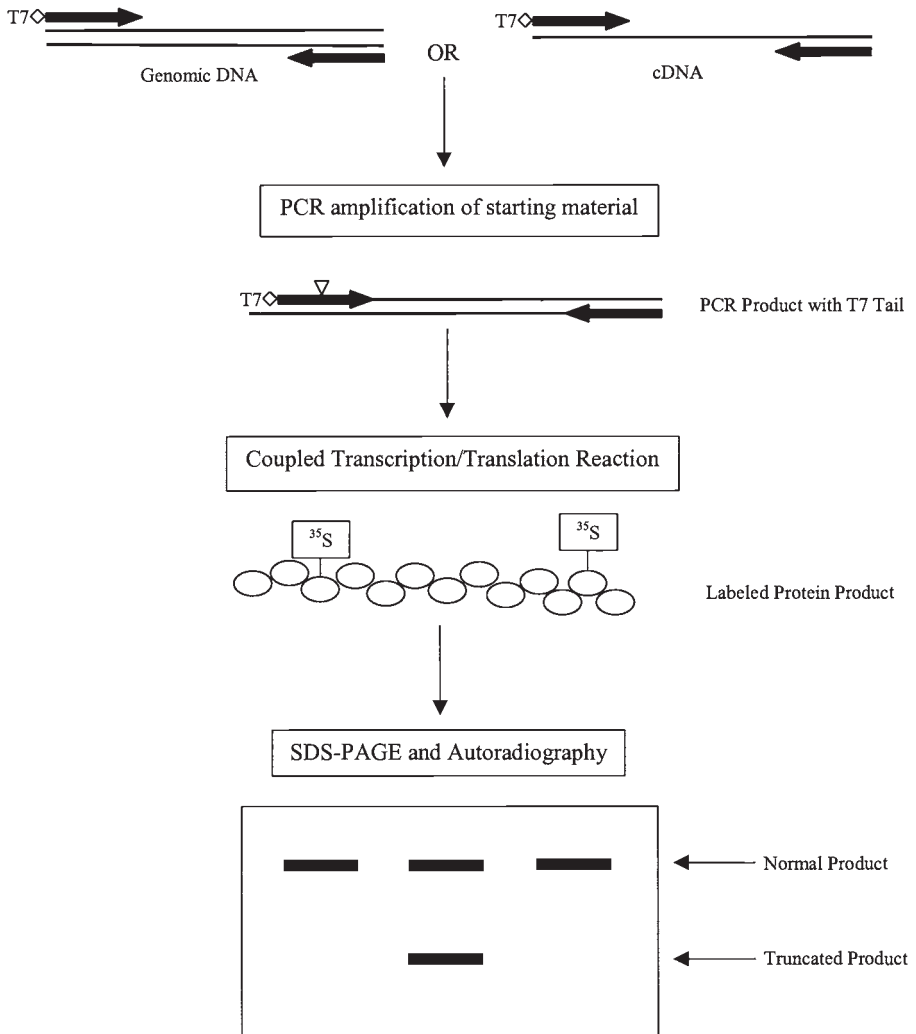 T7
T7
OR
Genomic DNA
cDNA
PCR amplification of starting material
T7
PCR Product with T7 Tail
Coupled Transcription/Translation Reaction
35S
35S
Labeled Protein Product
SDS-PAGE and Autoradiography
Normal Product
Truncated Product